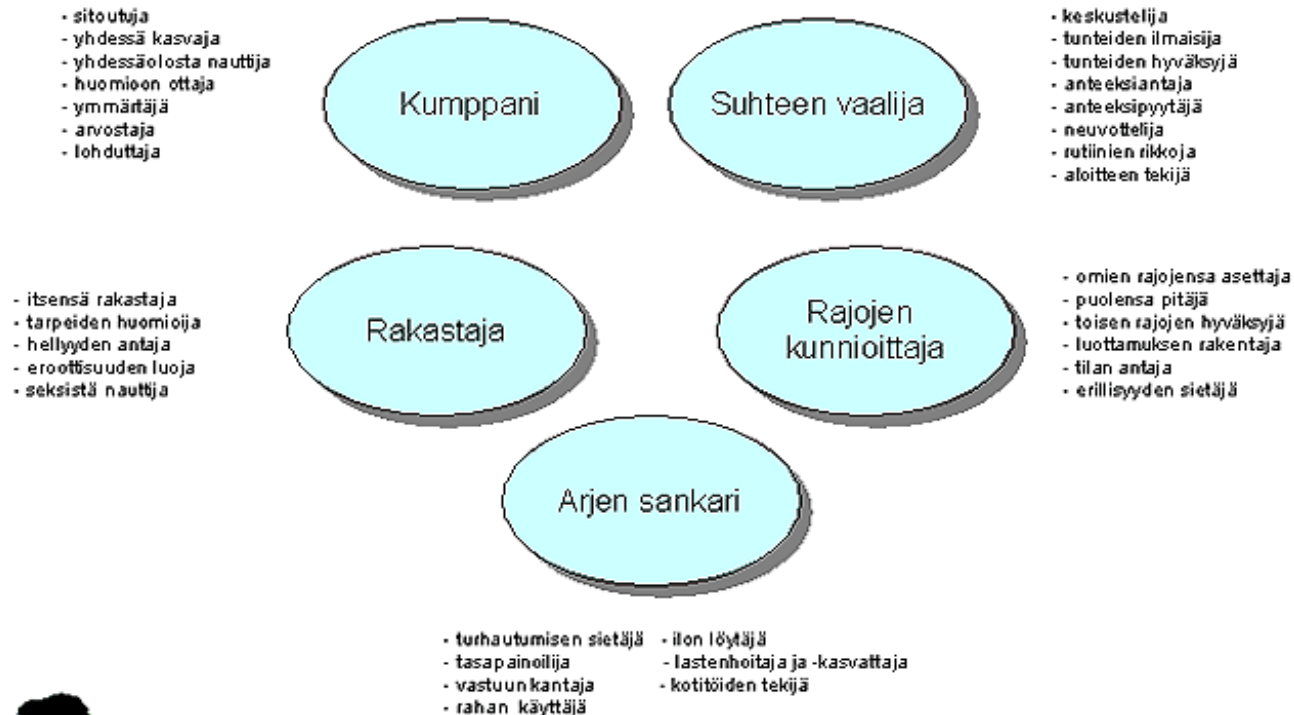 - sitoutuja
- yhdessä kasvaja
- yhdessäolosta nauttija
- huomioon ottaja
- ymmärtäjä
- arvostaja
- lohduttaja
Kumppani
Suhteen vaalija
- keskustelija
- tunteiden ilmaisija
- tunteiden hyväksyjä
- anteeksiantaja
- anteeksipyytäjä
- neuvottelija
- rutiinien rikkoja
- aloitteen tekijä
- itsensä rakastaja
- tarpeiden huomioija
- hellyyden antaja
- eroottisuuden luoja
- seksistä nauttija
Rakastaja
Rajojen
kunnioittaja
- omien rajojensa asettaja
- puolensa pitäjä
- toisen rajojen hyväksyjä
- luottamuksen rakentaja
- tilan antaja
- erillisyyden sietäjä
Arjen sankari
- turhautumisen sietäjä
- tasapainoilija
- vastuun kantaja
- rahan käyttäjä
- ilon löytäjä
- lastenhoitaja ja -kasvattaja
- kotitöiden tekijä